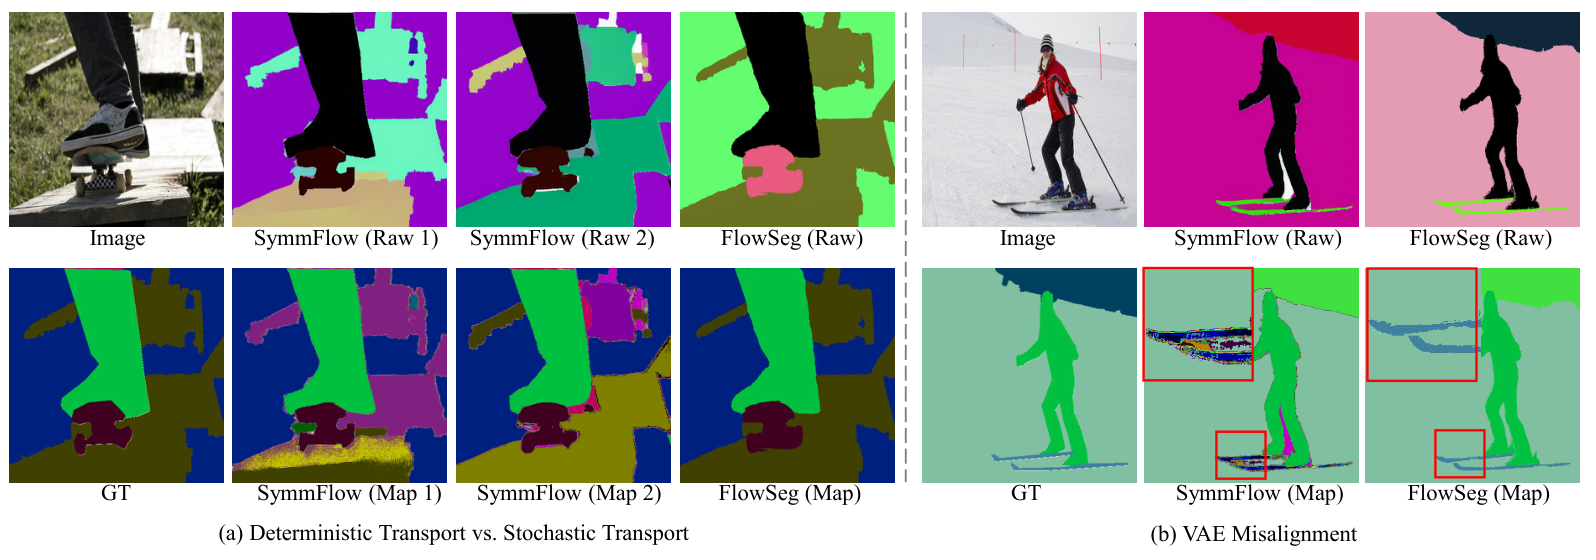 Image
SymmFlow (Raw 1)
SymmFlow (Raw 2)
FlowSeg (Raw)
Image
SymmFlow (Raw)
FlowSeg (Raw)
GT
SymmFlow (Map 1)
SymmFlow (Map 2)
FlowSeg (Map)
GT
SymmFlow (Map)
FlowSeg (Map)
(a) Deterministic Transport vs. Stochastic Transport
(b) VAE Misalignment